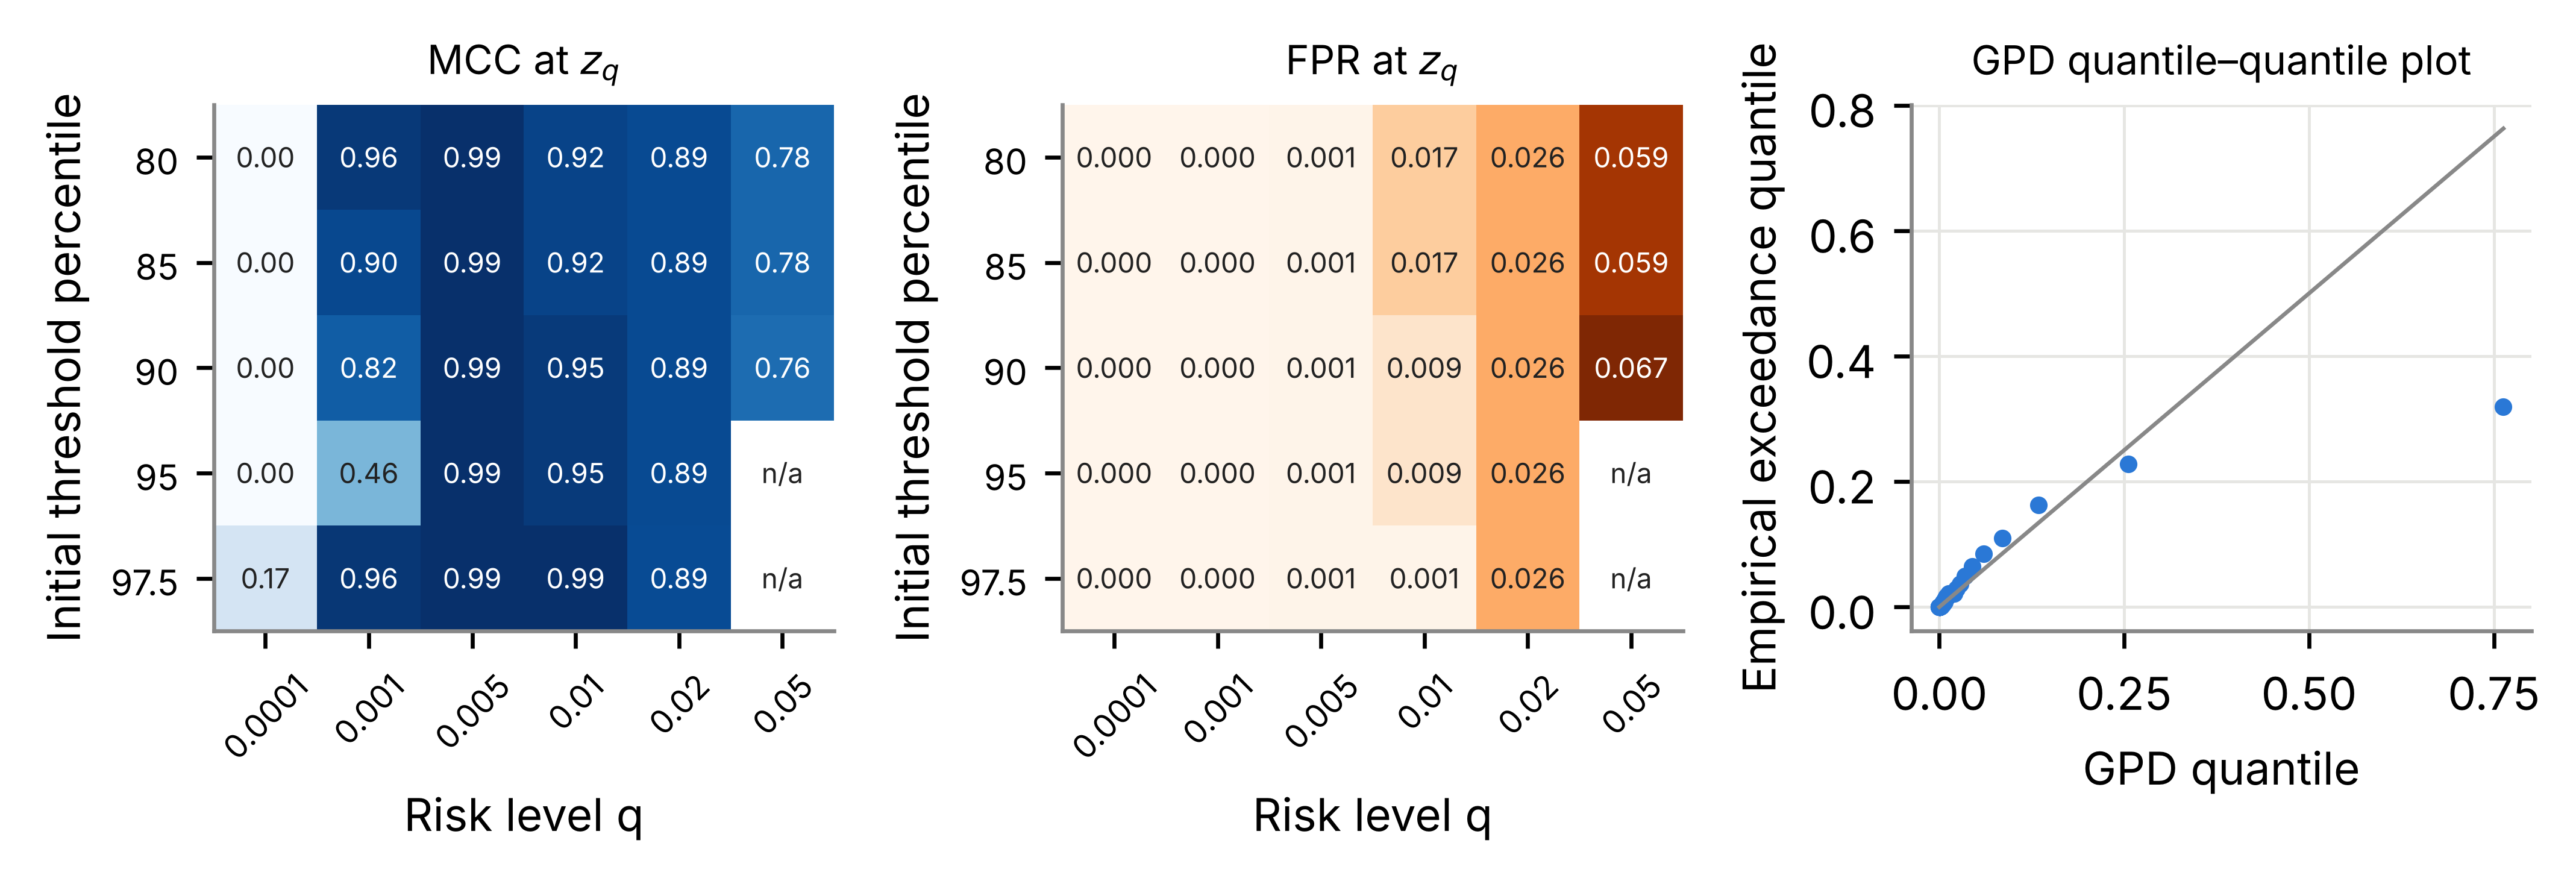 MCC at z_q
Initial threshold percentile
80 0.00 0.96 0.99 0.92 0.89 0.78
85 0.00 0.90 0.99 0.92 0.89 0.78
90 0.00 0.82 0.99 0.95 0.89 0.76
95 0.00 0.46 0.99 0.95 0.89 n/a
97.5 0.17 0.96 0.99 0.99 0.89 n/a
0.0001 0.001 0.005 0.01 0.02 0.05
Risk level q
FPR at z_q
Initial threshold percentile
80 0.000 0.000 0.001 0.017 0.026 0.059
85 0.000 0.000 0.001 0.017 0.026 0.059
90 0.000 0.000 0.001 0.009 0.026 0.067
95 0.000 0.000 0.001 0.009 0.026 n/a
97.5 0.000 0.000 0.001 0.001 0.026 n/a
0.0001 0.001 0.005 0.01 0.02 0.05
Risk level q
GPD quantile–quantile plot
Empirical exceedance quantile
0.8
0.6
0.4
0.2
0.0
0.00 0.25 0.50 0.75
GPD quantile